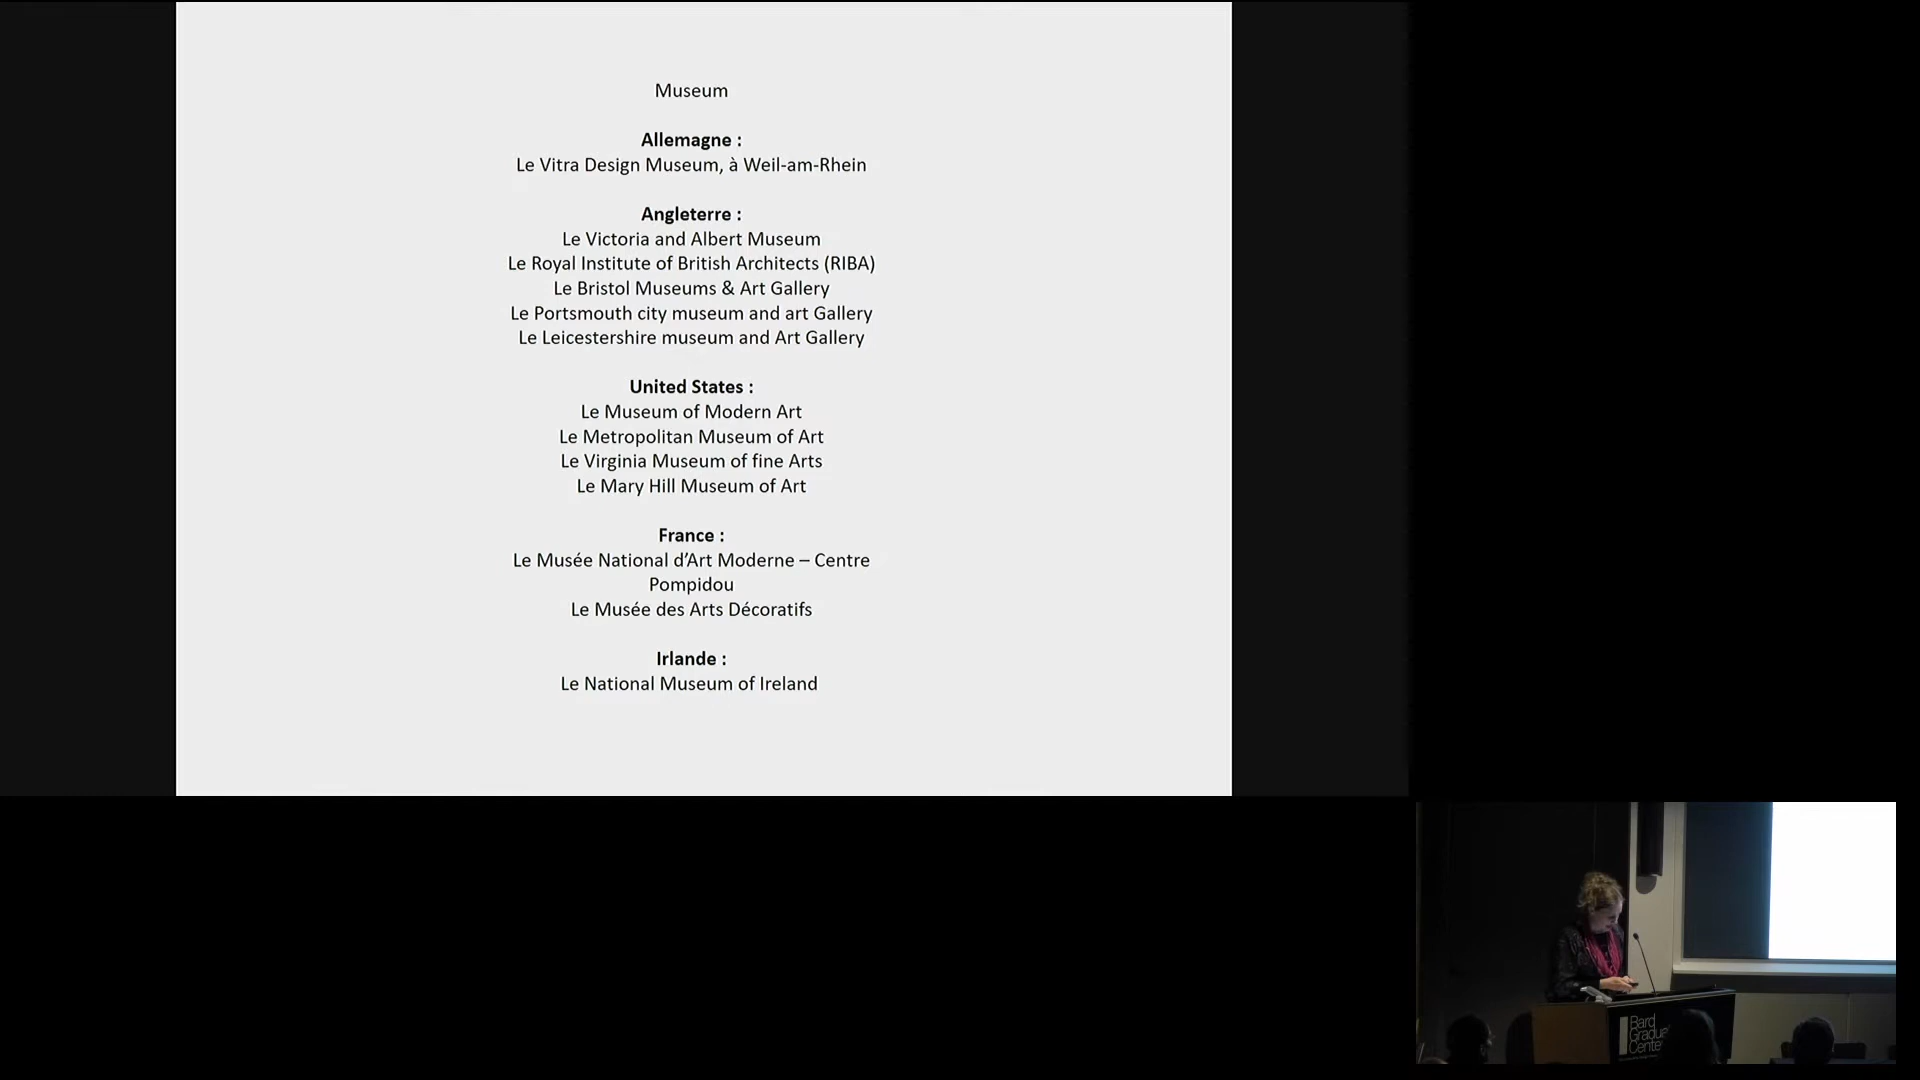 Museum
Allemagne :
Le Vitra Design Museum, à Weil-am-Rhein
Angleterre :
Le Victoria and Albert Museum
Le Royal Institute of British Architects (RIBA)
Le Bristol Museums & Art Gallery
Le Portsmouth city museum and art Gallery
Le Leicestershire museum and Art Gallery
United States :
Le Museum of Modern Art
Le Metropolitan Museum of Art
Le Virginia Museum of fine Arts
Le Mary Hill Museum of Art
France :
Le Musée National d’Art Moderne – Centre
Pompidou
Le Musée des Arts Décoratifs
Irlande :
Le National Museum of Ireland
Bard
Graduate
Center